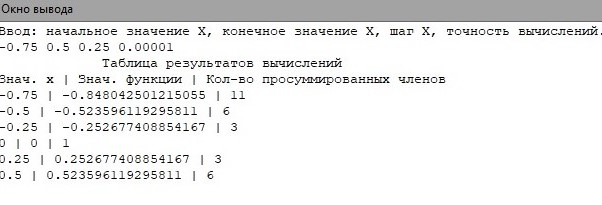 Окно вывода
Ввод: начальное значение X, конечное значение X, шаг X, точность вычислений.
-0.75 0.5 0.25 0.00001
Таблица результатов вычислений
Знач. x | Знач. функции | Кол-во просуммированных членов
-0.75 | -0.848042501215055 | 11
-0.5 | -0.523596119295811 | 6
-0.25 | -0.252677408854167 | 3
0 | 0 | 1
0.25 | 0.252677408854167 | 3
0.5 | 0.523596119295811 | 6